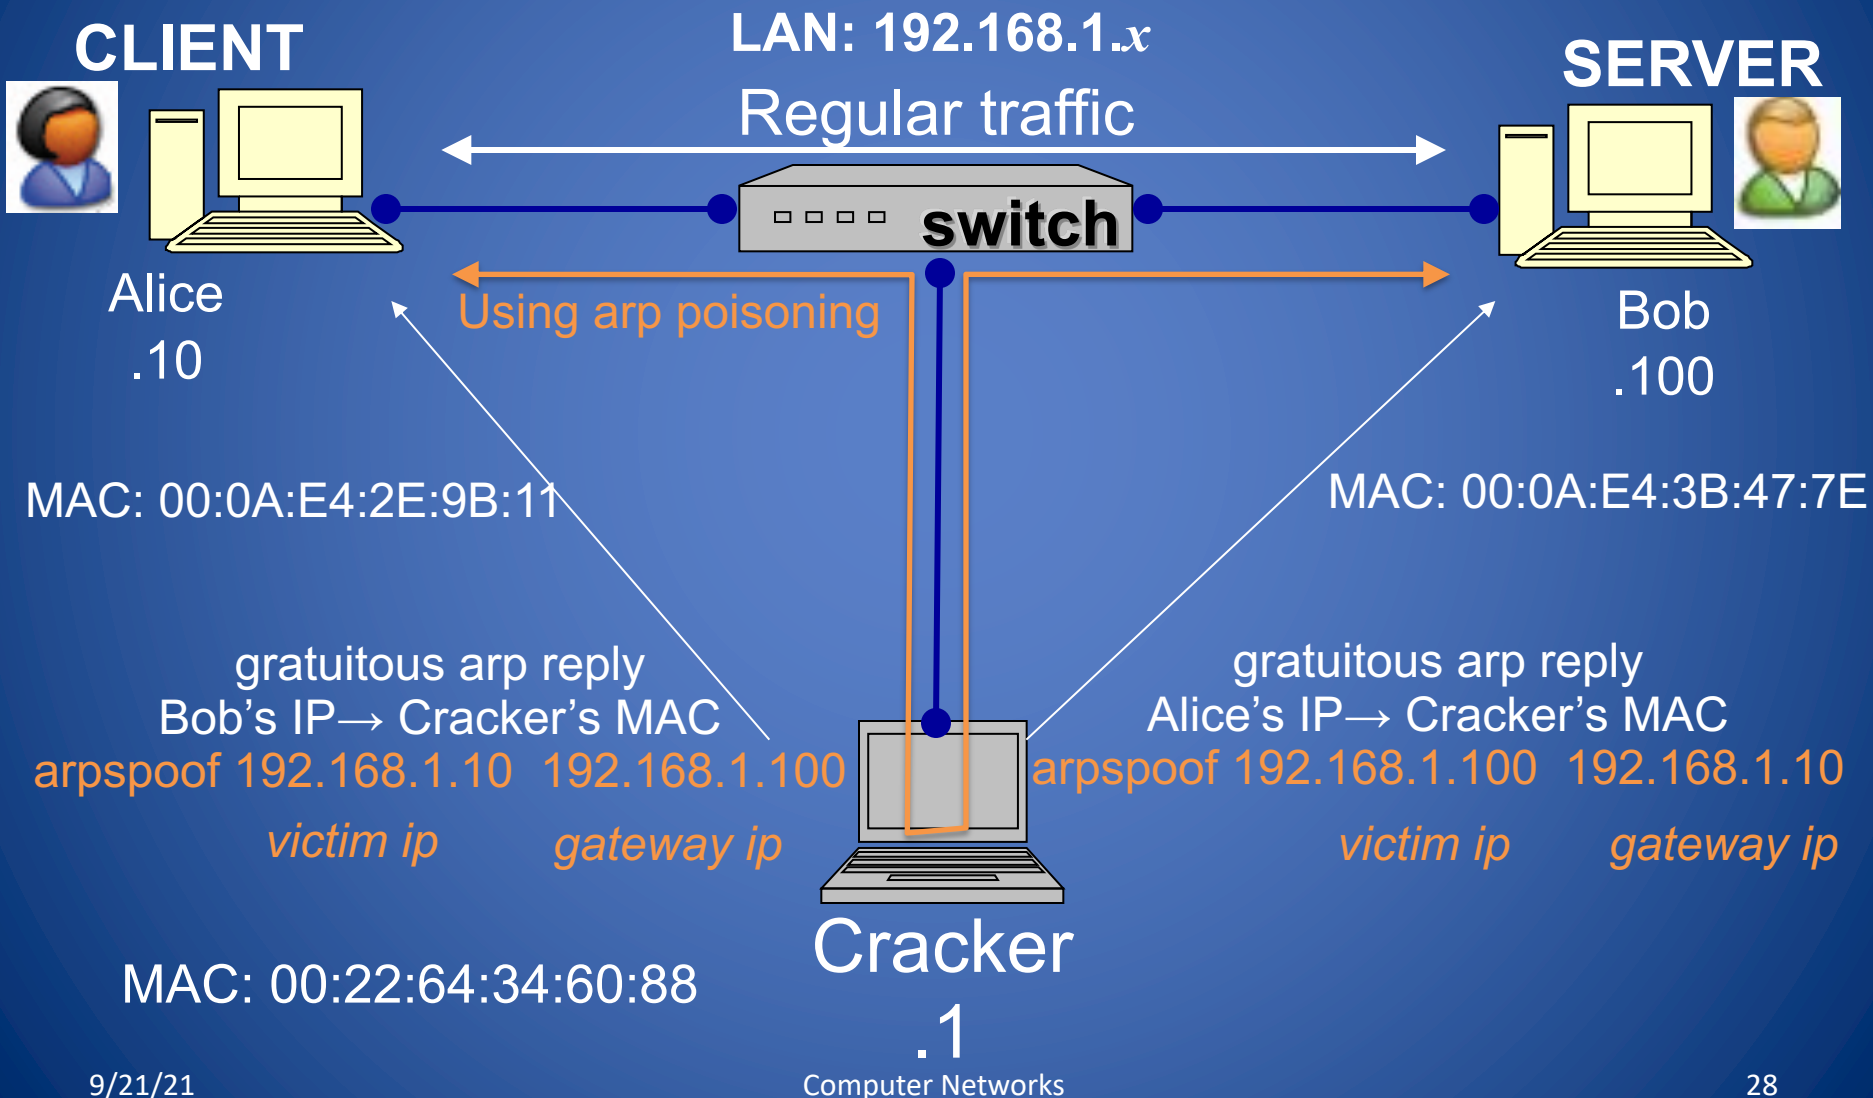 CLIENT
LAN: 192.168.1.x
SERVER
Regular traffic
switch
Alice
.10
Using arp poisoning
Bob
.100
MAC: 00:0A:E4:2E:9B:11
MAC: 00:0A:E4:3B:47:7E
gratuitous arp reply
Bob’s IP→ Cracker’s MAC
arpspoof 192.168.1.10 192.168.1.100
victim ip gateway ip
gratuitous arp reply
Alice’s IP→ Cracker’s MAC
arpspoof 192.168.1.100 192.168.1.10
victim ip gateway ip
Cracker
.1
MAC: 00:22:64:34:60:88
9/21/21
Computer Networks
28